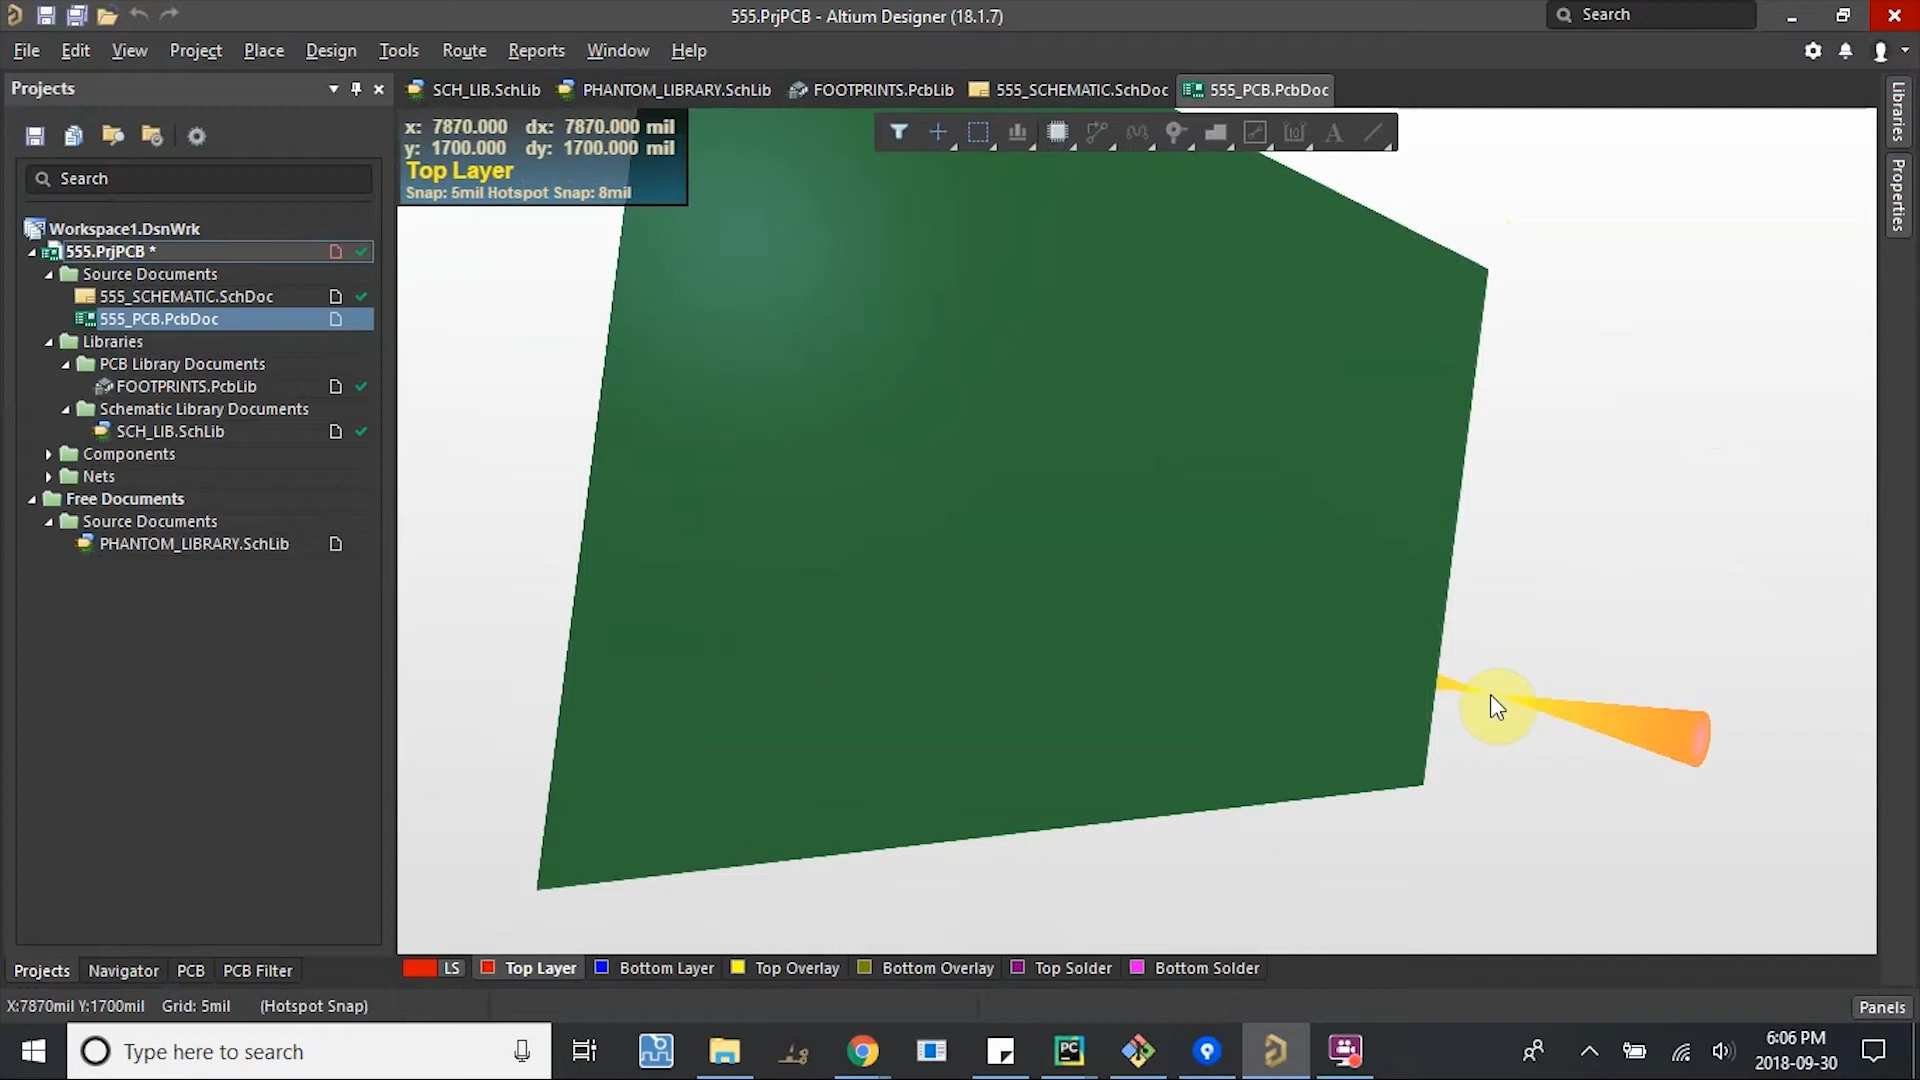 555.PrjPCB - Altium Designer (18.1.7)
Search
File Edit View Project Place Design Tools Route Reports Window Help
Projects
SCH_LIB.SchLib PHANTOM_LIBRARY.SchLib FOOTPRINTS.PcbLib 555_SCHEMATIC.SchDoc 555_PCB.PcbDoc
Libraries
Properties
x: 7870.000 dx: 7870.000 mil
y: 1700.000 dy: 1700.000 mil
Top Layer
Snap: 5mil Hotspot Snap: 8mil
Search
Workspace1.DsnWrk
555.PrjPCB *
Source Documents
555_SCHEMATIC.SchDoc
555_PCB.PcbDoc
Libraries
PCB Library Documents
FOOTPRINTS.PcbLib
Schematic Library Documents
SCH_LIB.SchLib
Components
Nets
Free Documents
Source Documents
PHANTOM_LIBRARY.SchLib
Projects Navigator PCB PCB Filter
LS Top Layer Bottom Layer Top Overlay Bottom Overlay Top Solder Bottom Solder
X:7870mil Y:1700mil Grid: 5mil (Hotspot Snap)
Panels
Type here to search
PC
6:06 PM
2018-09-30